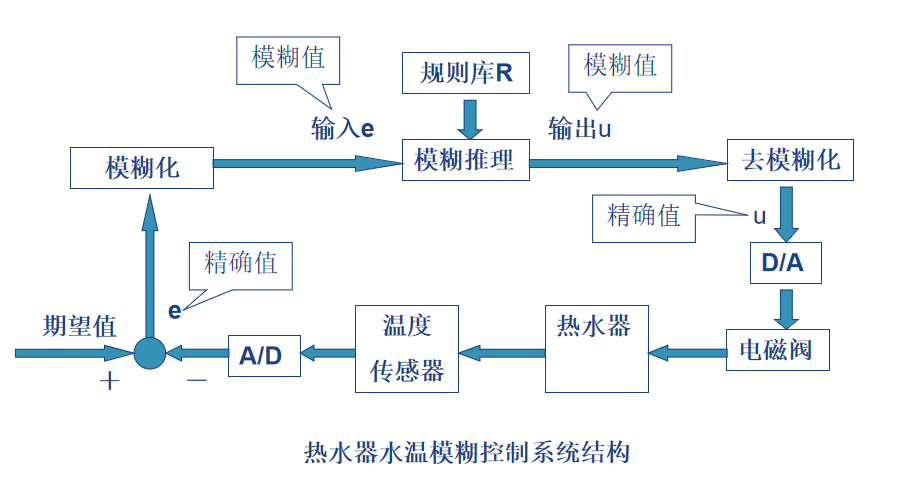 模糊值
规则库R
模糊值
输入e
输出u
模糊化
模糊推理
去模糊化
精确值
u
精确值
D/A
e
期望值
温度
传感器
热水器
A/D
电磁阀
+
−
热水器水温模糊控制系统结构